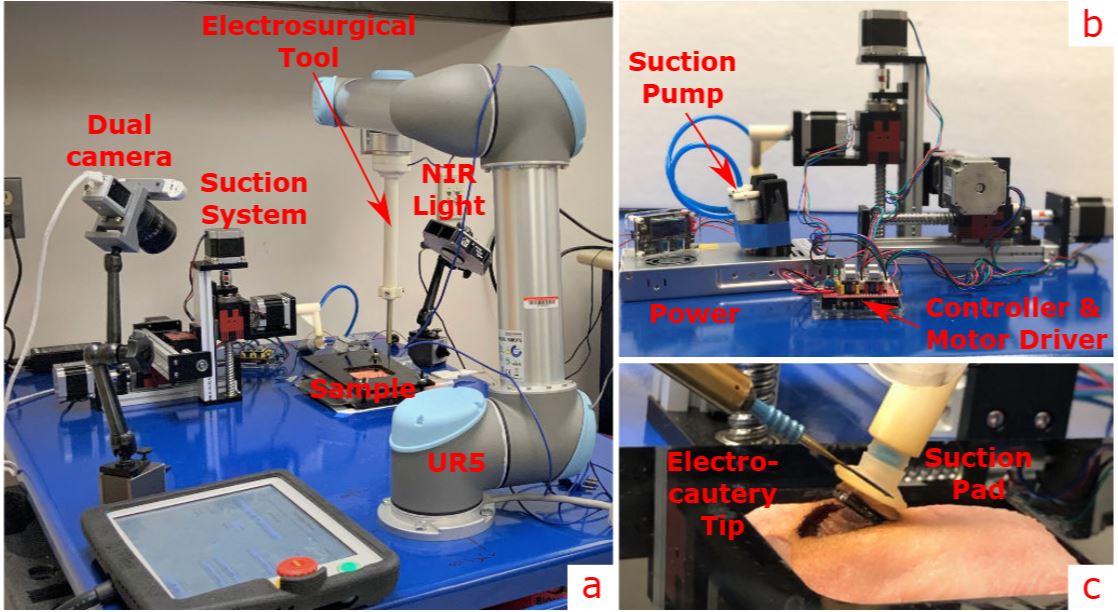 Electrosurgical
Tool
Dual
camera
Suction
System
NIR
Light
Sample
UR5
a
b
Suction
Pump
Power
Controller &
Motor Driver
Electro-
cautery
Tip
Suction
Pad
c